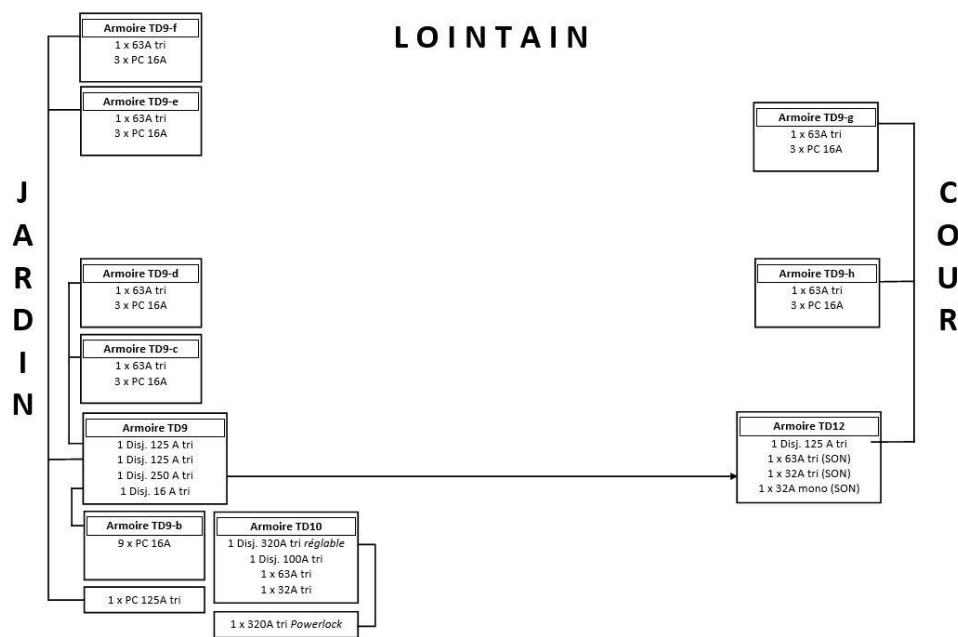 LOINTAIN
JARDIN
COUR
Armoire TD9-f
1 x 63A tri
3 x PC 16A
Armoire TD9-e
1 x 63A tri
3 x PC 16A
Armoire TD9-g
1 x 63A tri
3 x PC 16A
Armoire TD9-d
1 x 63A tri
3 x PC 16A
Armoire TD9-h
1 x 63A tri
3 x PC 16A
Armoire TD9-c
1 x 63A tri
3 x PC 16A
Armoire TD9
1 Disj. 125 A tri
1 Disj. 125 A tri
1 Disj. 250 A tri
1 Disj. 16 A tri
Armoire TD12
1 Disj. 125 A tri
1 x 63A tri (SON)
1 x 32A tri (SON)
1 x 32A mono (SON)
Armoire TD9-b
9 x PC 16A
Armoire TD10
1 Disj. 320A tri réglable
1 Disj. 100A tri
1 x 63A tri
1 x 32A tri
1 x PC 125A tri
1 x 320A tri Powerlock